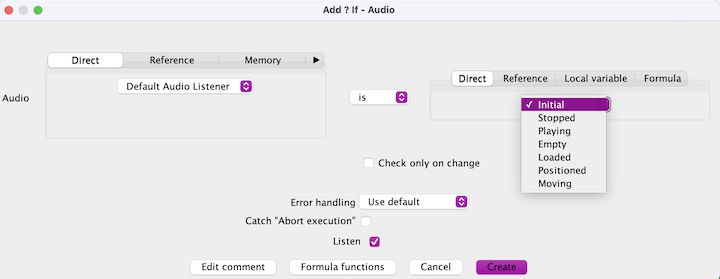 Add ? If - Audio
Direct Reference Memory
Direct Reference Local variable Formula
Audio
Default Audio Listener
is
✓ Initial
Stopped
Playing
Empty
Loaded
Positioned
Moving
Check only on change
Error handling Use default
Catch "Abort execution"
Listen
Edit comment Formula functions Cancel Create